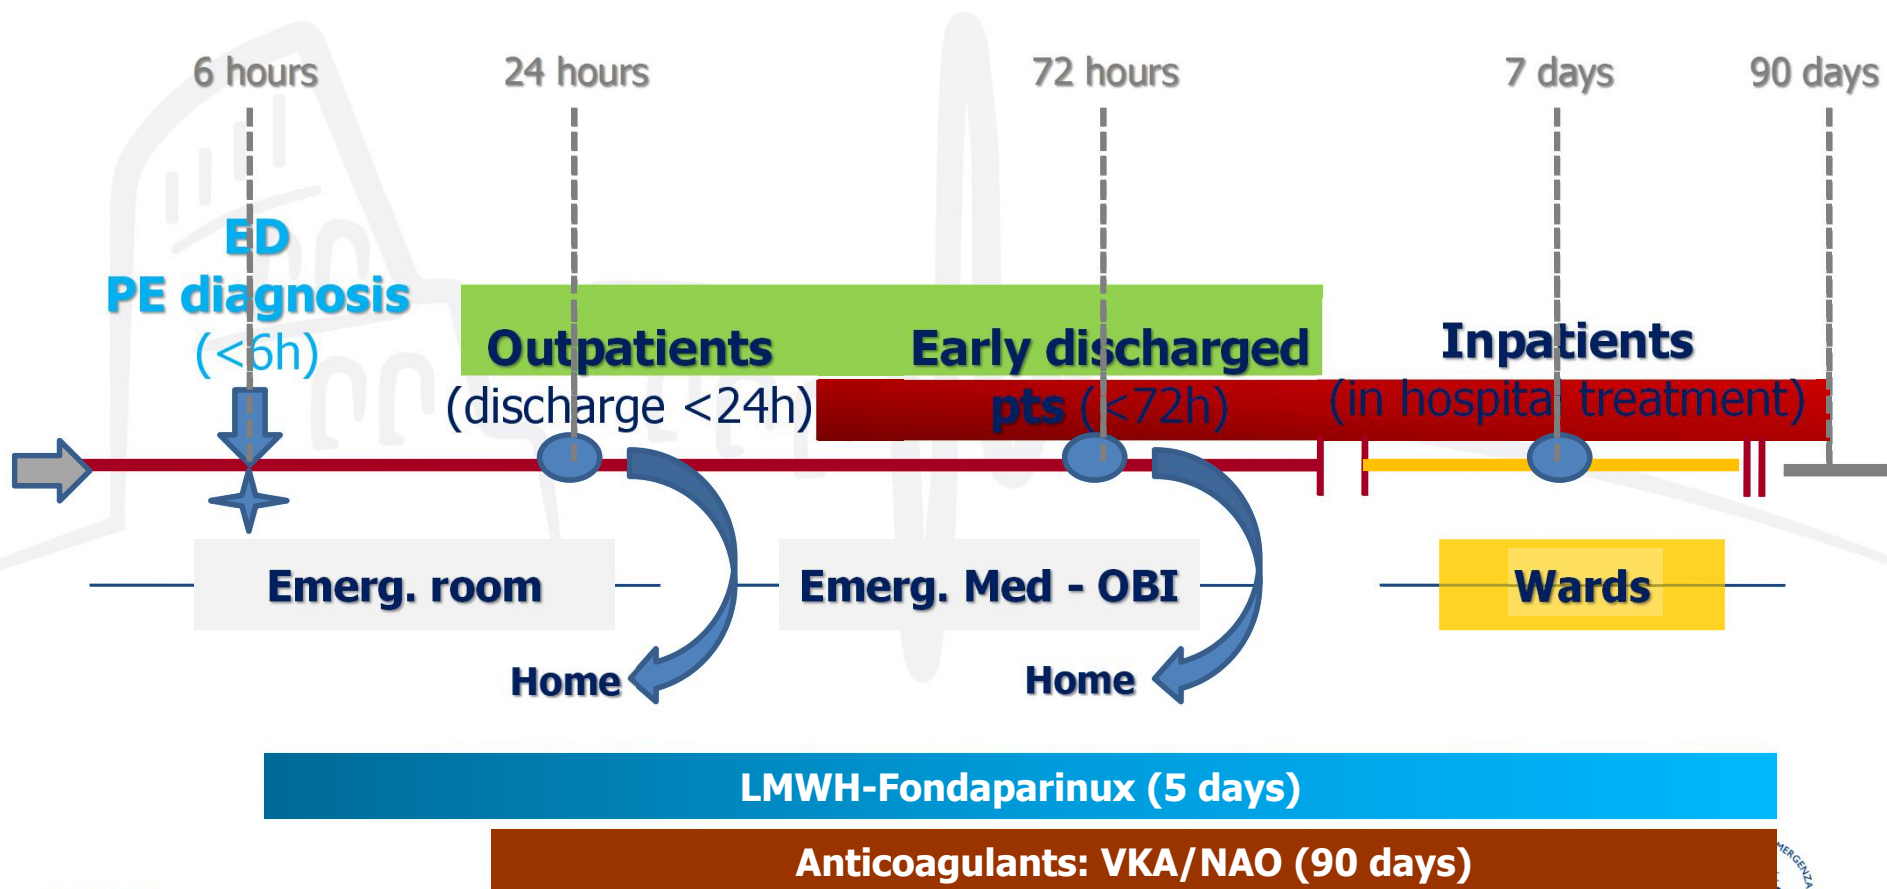 6 hours
24 hours
72 hours
7 days
90 days
ED
PE diagnosis
(<6h)
Outpatients
(discharge <24h)
Early discharged
pts (<72h)
Inpatients
(in hospital treatment)
Emerg. room
Emerg. Med - OBI
Wards
Home
Home
LMWH-Fondaparinux (5 days)
Anticoagulants: VKA/NAO (90 days)